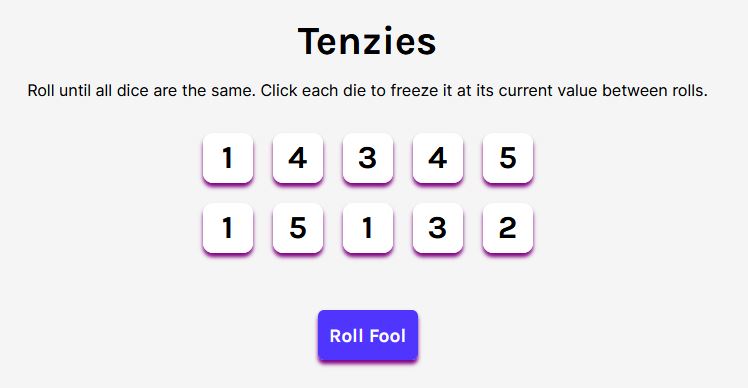 Tenzies
Roll until all dice are the same. Click each die to freeze it at its current value between rolls.
1 4 3 4 5
1 5 1 3 2
Roll Fool